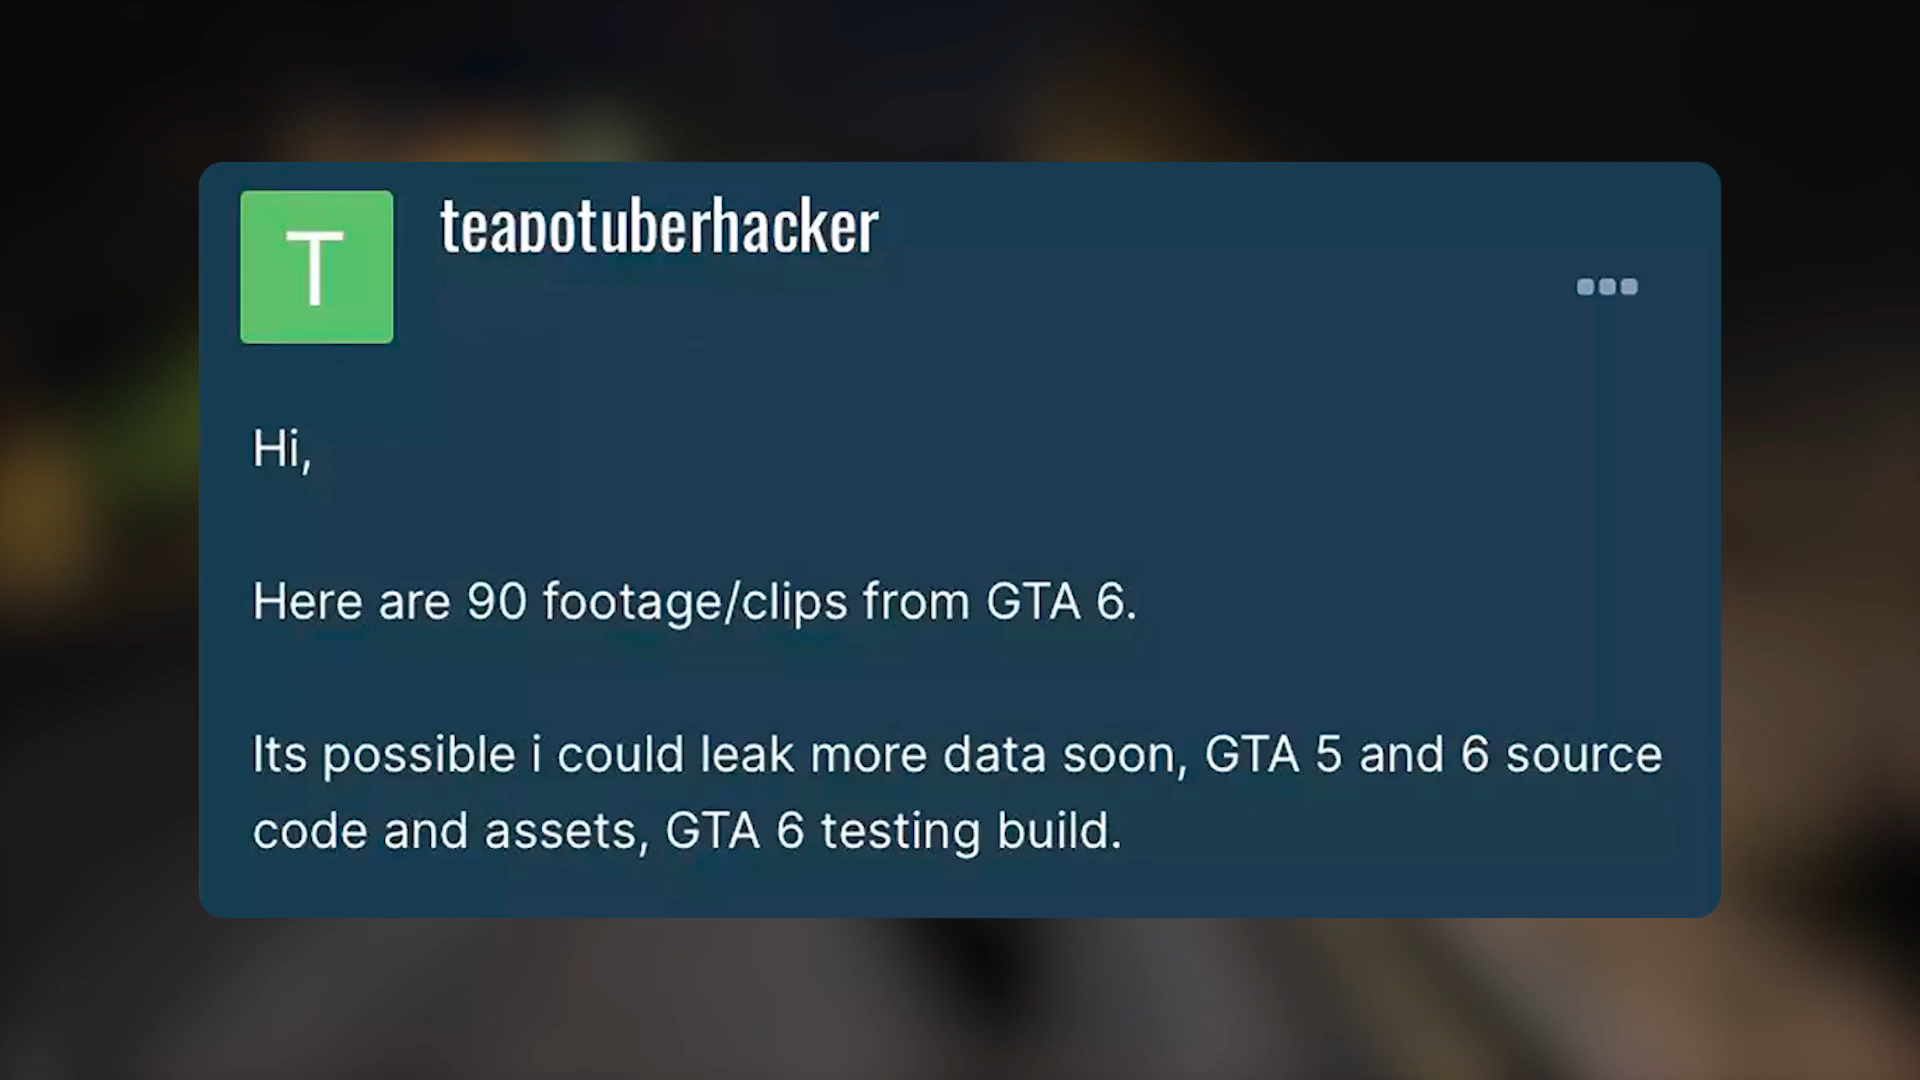 T
teapotuberhacker
Hi,
Here are 90 footage/clips from GTA 6.
Its possible i could leak more data soon, GTA 5 and 6 source
code and assets, GTA 6 testing build.